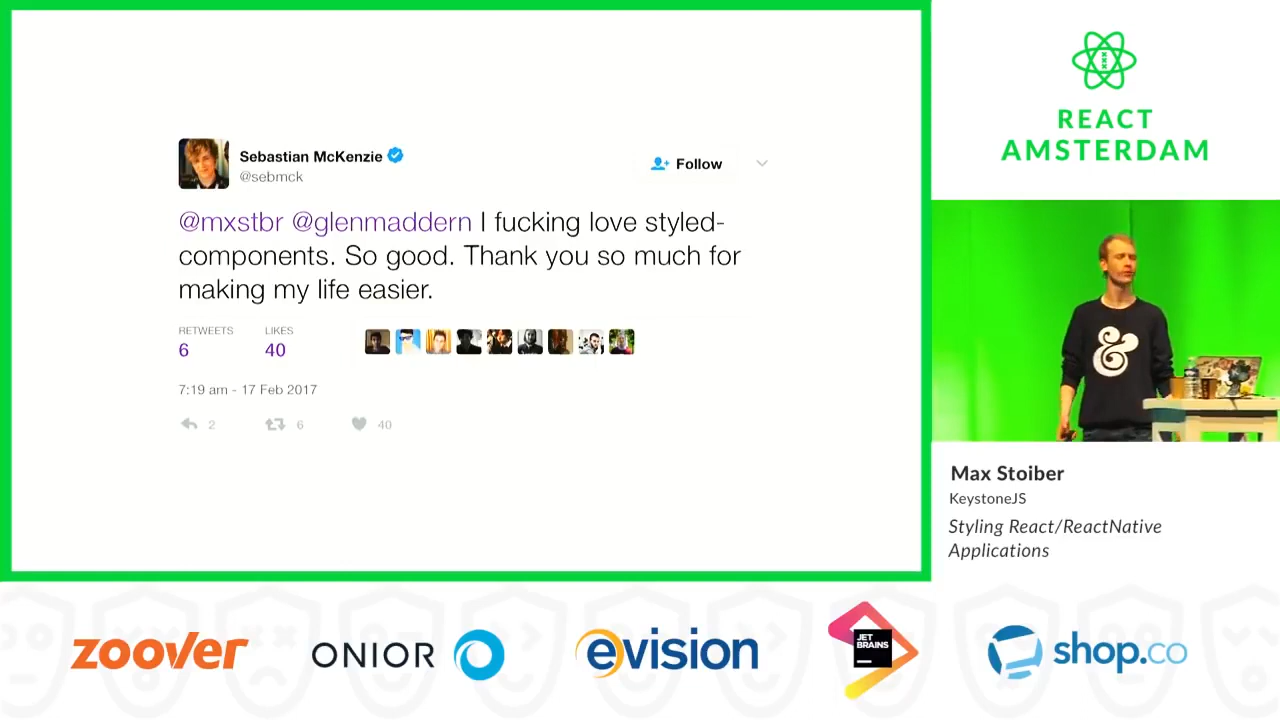 Sebastian McKenzie
@sebmck
Follow
@mxstbr @glenmaddern I fucking love styled-
components. So good. Thank you so much for
making my life easier.
RETWEETS LIKES
6 40
7:19 am - 17 Feb 2017
2 6 40
REACT
AMSTERDAM
&
Max Stoiber
KeystoneJS
Styling React/ReactNative
Applications
zoover
ONIOR
evision
JET
BRAINS
shop.co